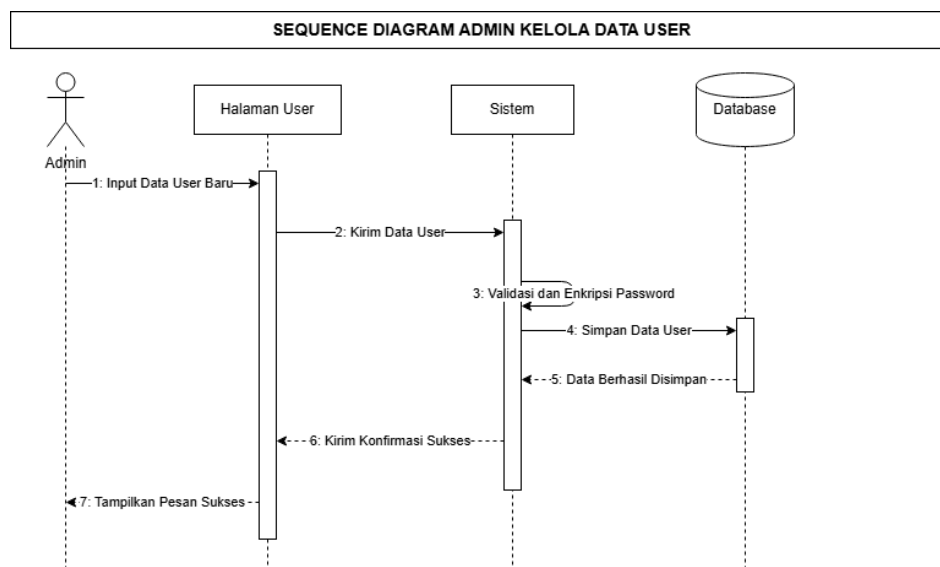 SEQUENCE DIAGRAM ADMIN KELOLA DATA USER
Halaman User
Sistem
Database
Admin
1: Input Data User Baru
2: Kirim Data User
3: Validasi dan Enkripsi Password
4: Simpan Data User
5: Data Berhasil Disimpan
6: Kirim Konfirmasi Sukses
7: Tampilkan Pesan Sukses